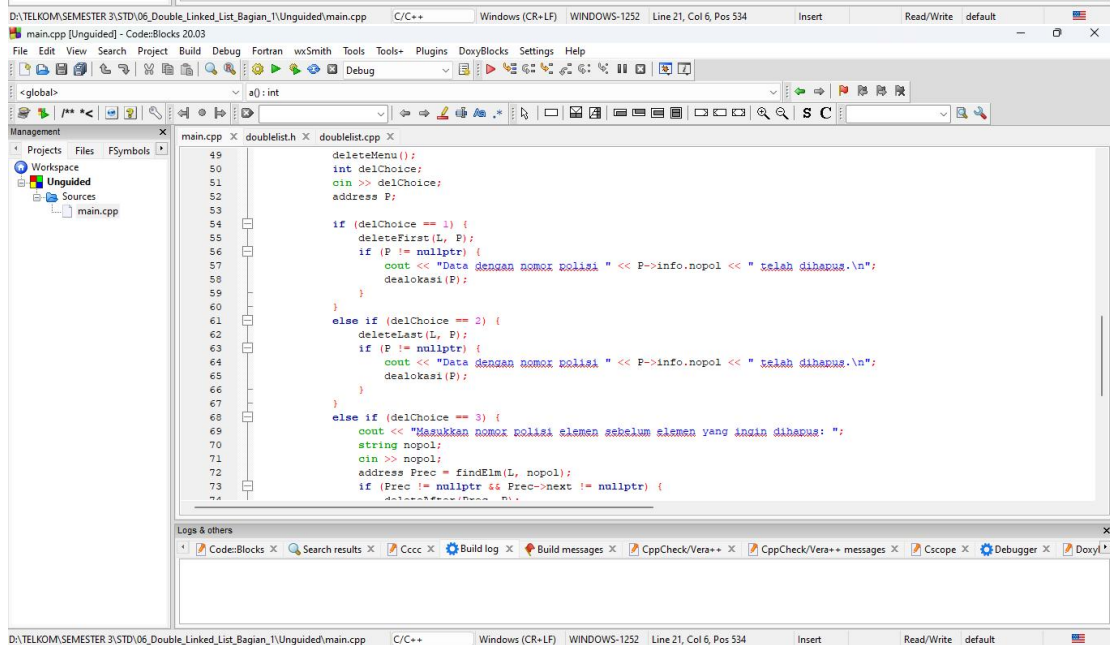 D:\TELKOM\SEMESTER 3\STD\06_Double_Linked_List_Bagian_1\Unguided\main.cpp C/C++ Windows (CR+LF) WINDOWS-1252 Line 21, Col 6, Pos 534 Insert Read/Write default
main.cpp [Unguided] - Code::Blocks 20.03
File Edit View Search Project Build Debug Fortran wxSmith Tools Tools+ Plugins DoxyBlocks Settings Help
Debug
<global> a() : int
/** *< S C
Management
main.cpp X doublelist.h X doublelist.cpp X
Projects Files FSymbols
Workspace
Unguided
Sources
main.cpp
49 deleteMenu();
50 int delChoice;
51 cin >> delChoice;
52 address P;
53
54 if (delChoice == 1) {
55 deleteFirst(L, P);
56 if (P != nullptr) {
57 cout << "Data dengan nomor polisi " << P->info.nopol << " telah dihapus.\n";
58 dealokasi(P);
59 }
60 }
61 else if (delChoice == 2) {
62 deleteLast(L, P);
63 if (P != nullptr) {
64 cout << "Data dengan nomor polisi " << P->info.nopol << " telah dihapus.\n";
65 dealokasi(P);
66 }
67 }
68 else if (delChoice == 3) {
69 cout << "Masukkan nomor polisi elemen sebelum elemen yang ingin dihapus: ";
70 string nopol;
71 cin >> nopol;
72 address Prec = findElm(L, nopol);
73 if (Prec != nullptr && Prec->next != nullptr) {
74 deleteAfter(Prec, P);
Logs & others
Code::Blocks X Search results X Cccc X Build log X Build messages X CppCheck/Vera++ X CppCheck/Vera++ messages X Cscope X Debugger X DoxyI
D:\TELKOM\SEMESTER 3\STD\06_Double_Linked_List_Bagian_1\Unguided\main.cpp C/C++ Windows (CR+LF) WINDOWS-1252 Line 21, Col 6, Pos 534 Insert Read/Write default